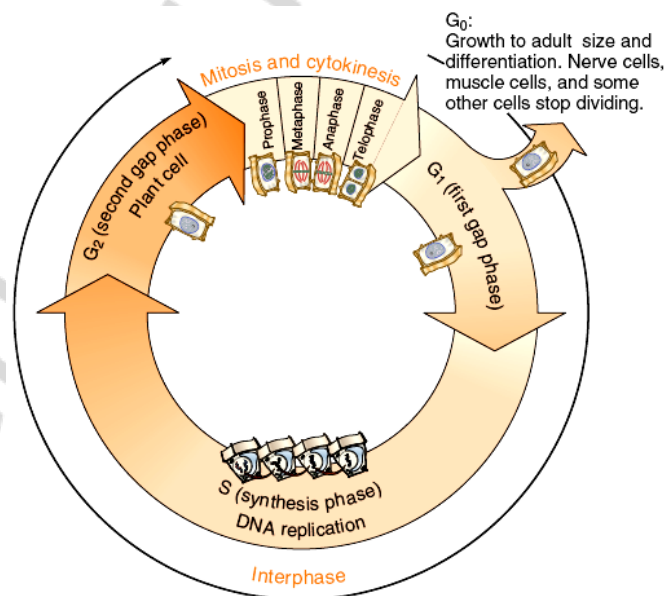 G₀:
Growth to adult size and
differentiation. Nerve cells,
muscle cells, and some
other cells stop dividing.
Mitosis and cytokinesis
Prophase
Metaphase
Anaphase
Telophase
G₁ (first gap phase)
G₂ (second gap phase)
Plant cell
S (synthesis phase)
DNA replication
Interphase